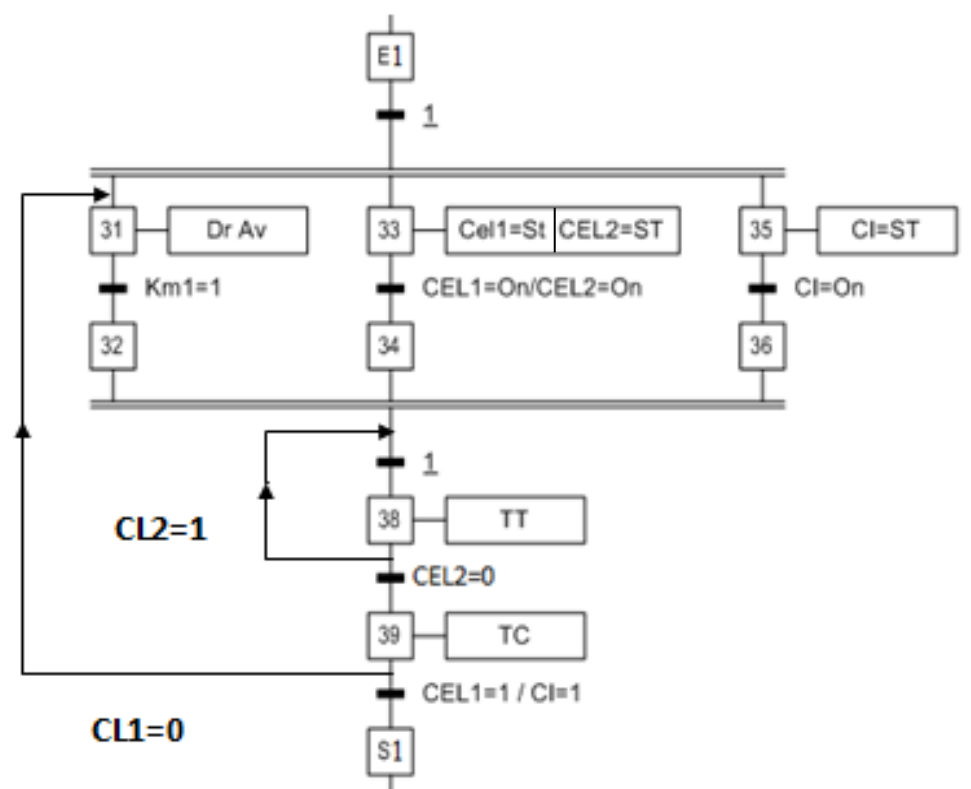 E1
1
31
Dr Av
33
Cel1=St
CEL2=ST
35
CI=ST
Km1=1
CEL1=On/CEL2=On
CI=On
32
34
36
1
38
TT
CL2=1
CEL2=0
39
TC
CEL1=1 / CI=1
CL1=0
S1